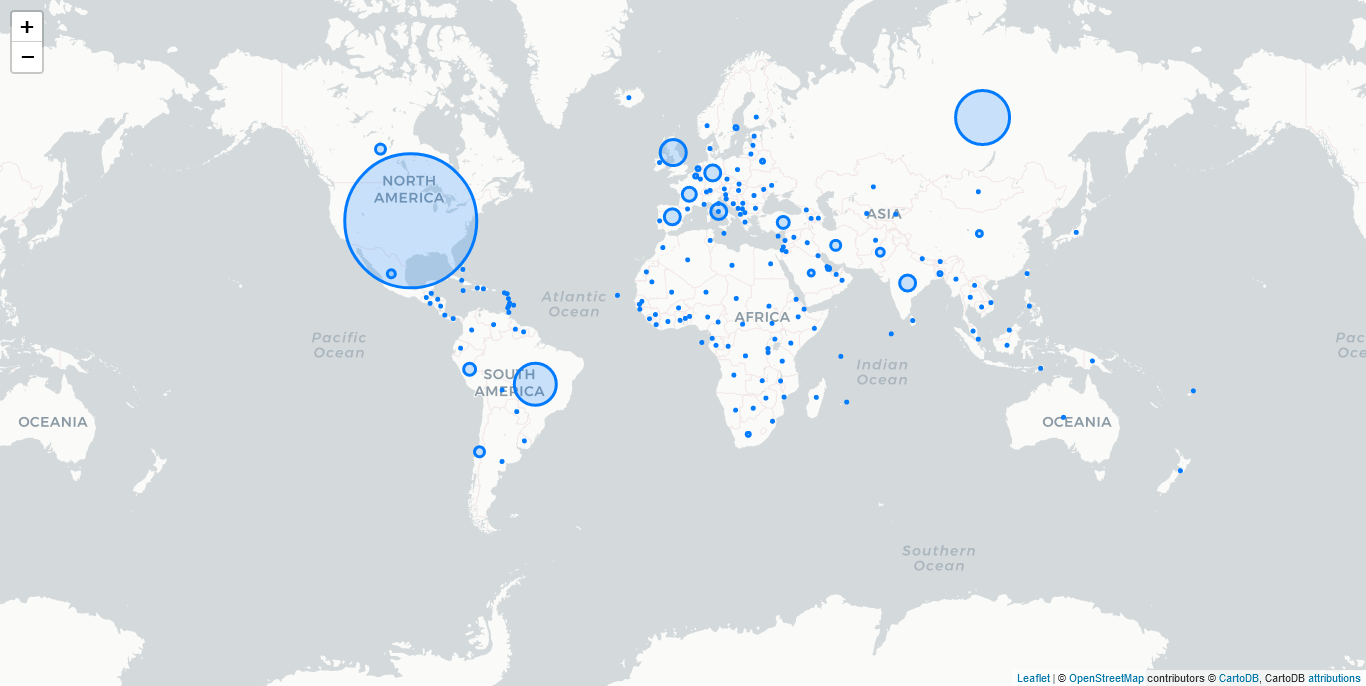 +
−
NORTH
AMERICA
ASIA
Atlantic
Ocean
AFRICA
Pacific
Ocean
Pac
Oce
Indian
Ocean
SOUTH
AMERICA
OCEANIA
OCEANIA
Southern
Ocean
Leaflet | © OpenStreetMap contributors © CartoDB, CartoDB attributions